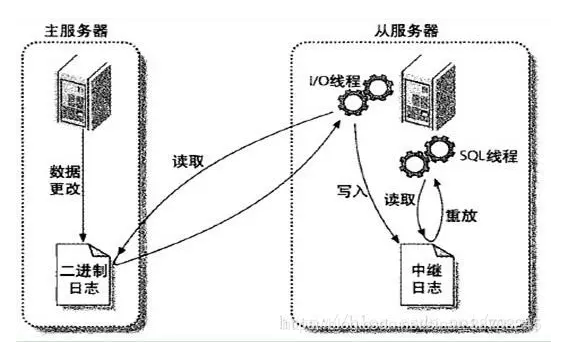 主服务器
从服务器
I/O线程
SQL线程
读取
数据
更改
写入
读取
重放
二进制
日志
中继
日志